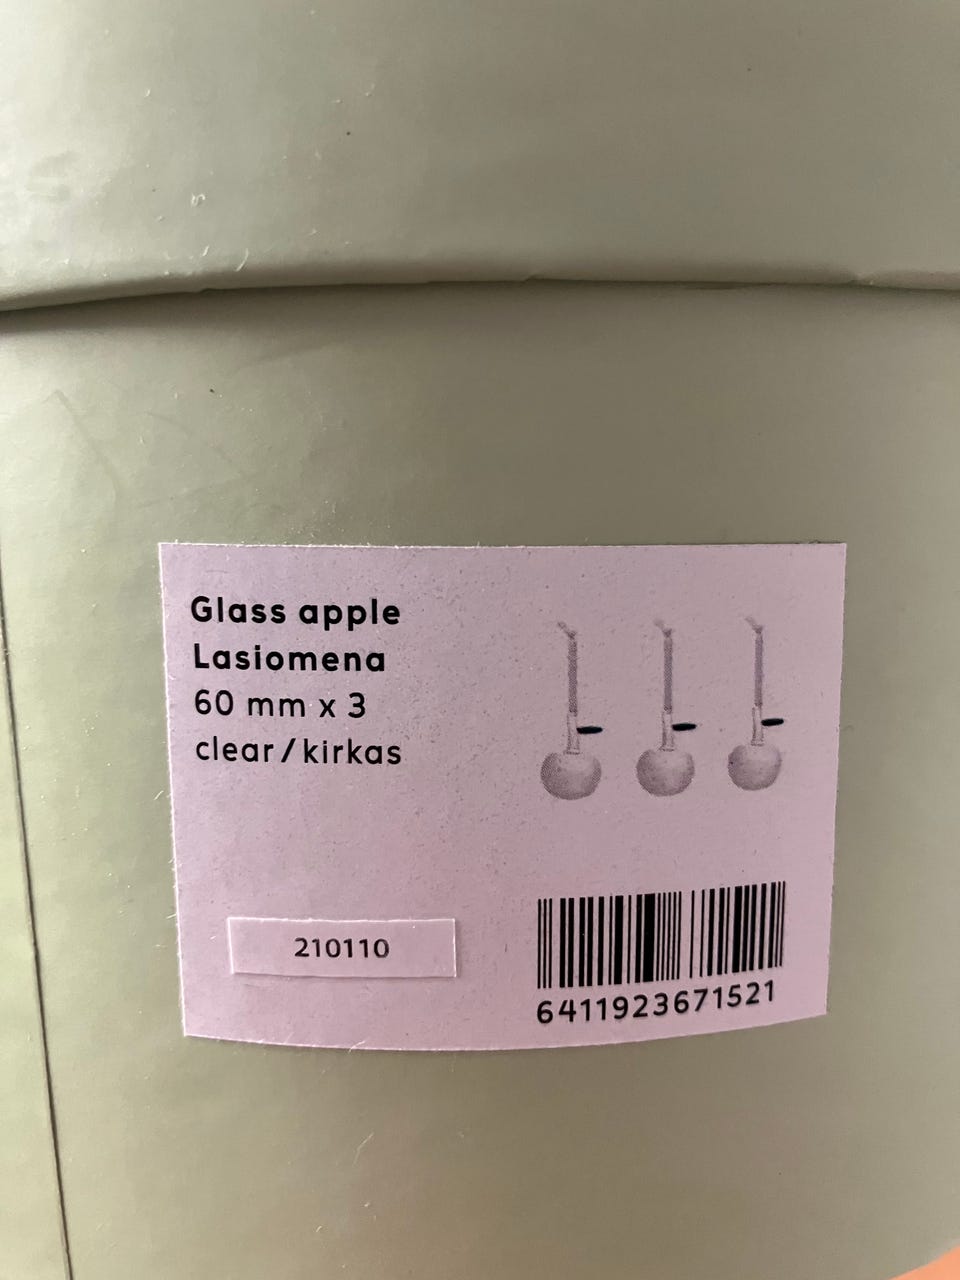 Glass apple
Lasiomena
60 mm x 3
clear/kirkas
210110
6411923671521